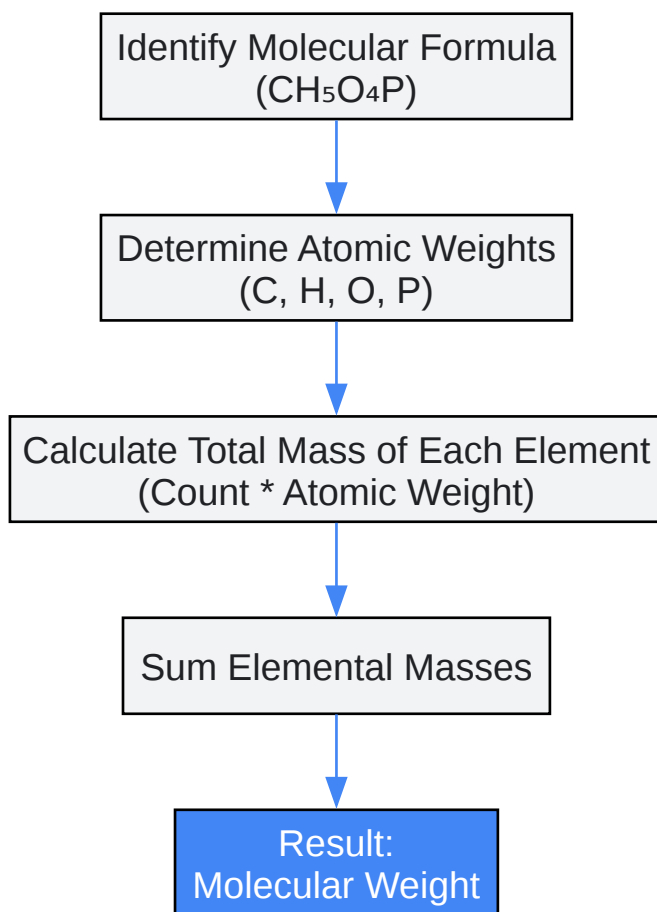 Identify Molecular Formula
(CH₅O₄P)
Determine Atomic Weights
(C, H, O, P)
Calculate Total Mass of Each Element
(Count * Atomic Weight)
Sum Elemental Masses
Result:
Molecular Weight